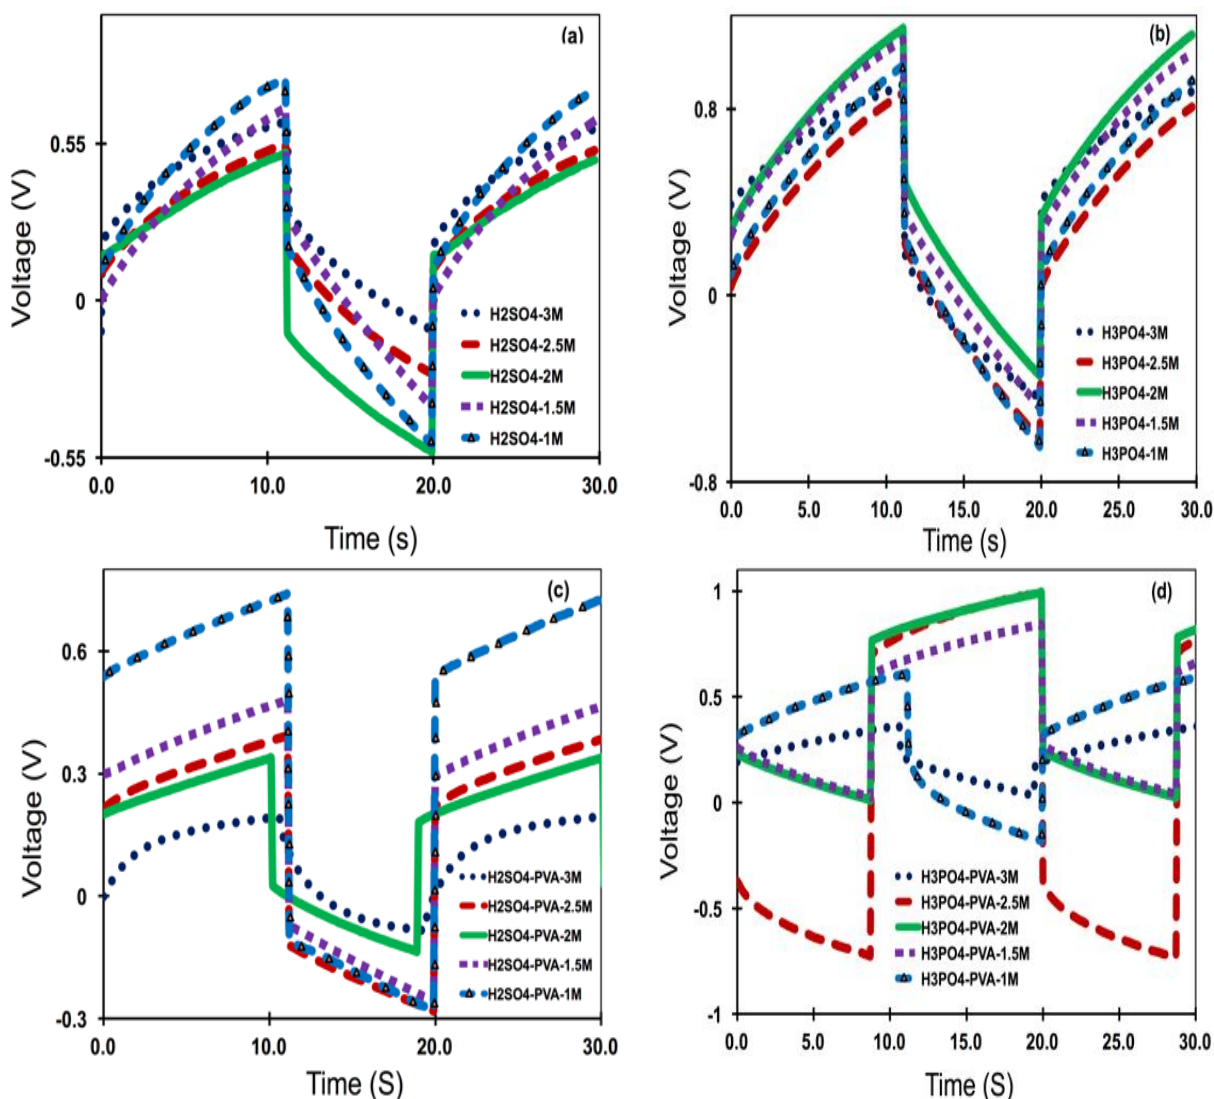 (a)
Voltage (V)
0.55
0
-0.55
H2SO4-3M
H2SO4-2.5M
H2SO4-2M
H2SO4-1.5M
H2SO4-1M
0.0
10.0
20.0
30.0
Time (s)
(b)
Voltage (V)
0.8
0
-0.8
H3PO4-3M
H3PO4-2.5M
H3PO4-2M
H3PO4-1.5M
H3PO4-1M
0.0
5.0
10.0
15.0
20.0
25.0
30.0
Time (s)
(c)
Voltage (V)
0.6
0.3
0
-0.3
H2SO4-PVA-3M
H2SO4-PVA-2.5M
H2SO4-PVA-2M
H2SO4-PVA-1.5M
H2SO4-PVA-1M
0.0
10.0
20.0
30.0
Time (S)
(d)
Voltage (V)
1
0.5
0
-0.5
-1
H3PO4-PVA-3M
H3PO4-PVA-2.5M
H3PO4-PVA-2M
H3PO4-PVA-1.5M
H3PO4-PVA-1M
0.0
5.0
10.0
15.0
20.0
25.0
30.0
Time (S)